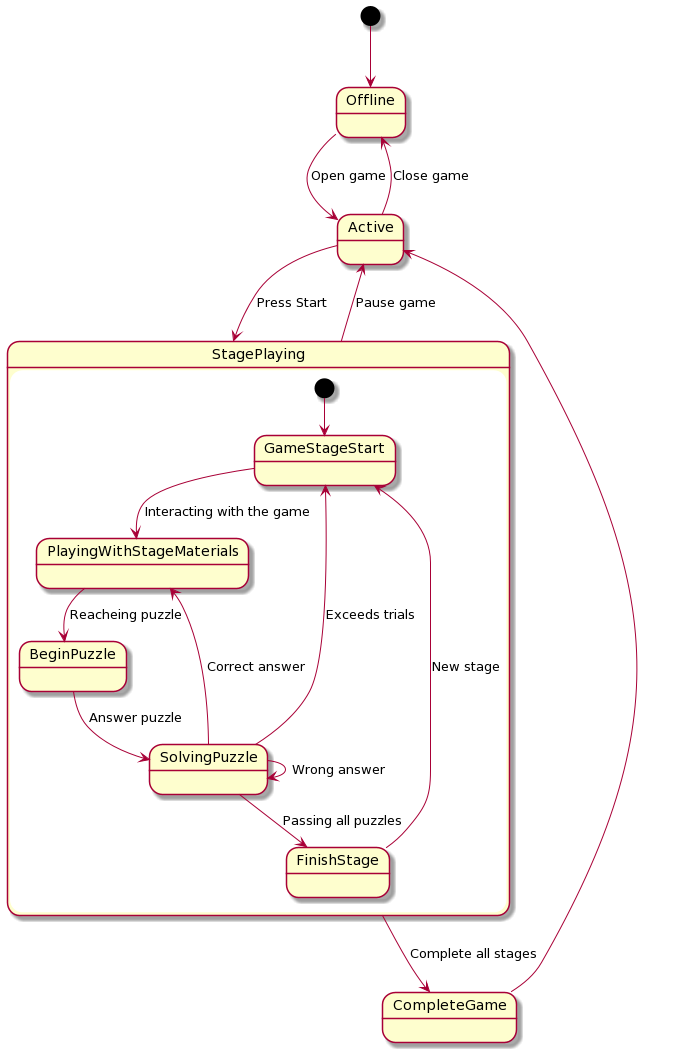 Offline
Open game
Close game
Active
Press Start
Pause game
StagePlaying
GameStageStart
Interacting with the game
PlayingWithStageMaterials
Reacheing puzzle
Exceeds trials
BeginPuzzle
Correct answer
New stage
Answer puzzle
SolvingPuzzle
Wrong answer
Passing all puzzles
FinishStage
Complete all stages
CompleteGame